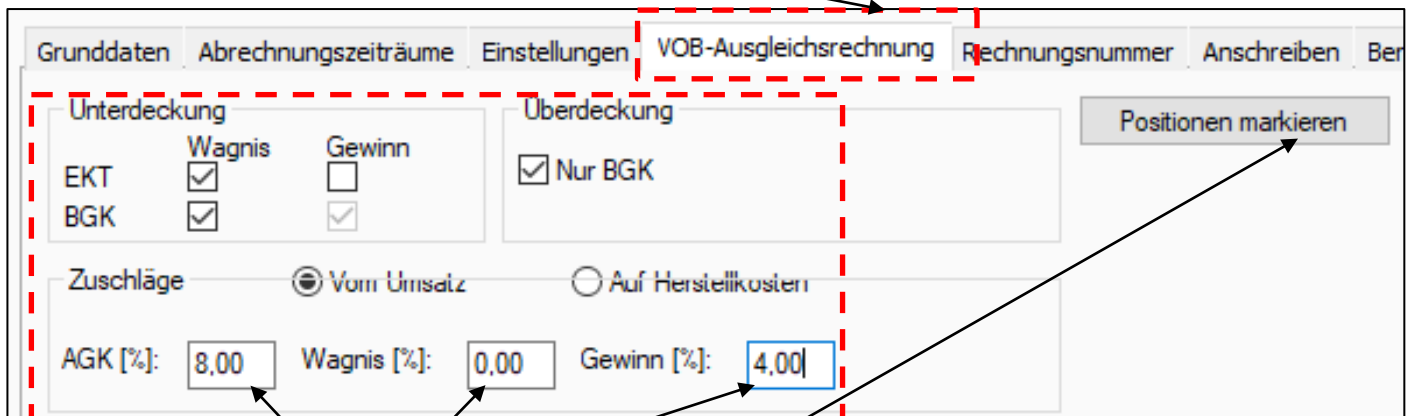 Grunddaten Abrechnungszeiträume Einstellungen VOB-Ausgleichsrechnung Rechnungsnummer Anschreiben Ber
Unterdeckung Überdeckung Positionen markieren
Wagnis Gewinn
EKT Nur BGK
BGK
Zuschläge Vom Umsatz Auf Herstellkosten
AGK [%]: 8,00 Wagnis [%]: 0,00 Gewinn [%]: 4,00